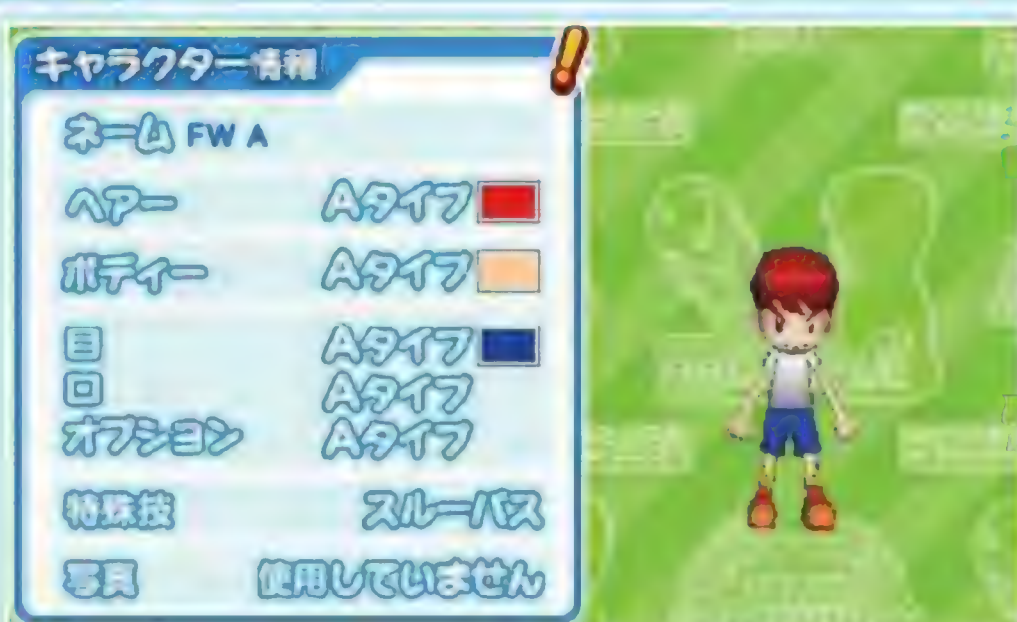 キャラクター情報
ネーム FW A
ヘアー Aタイプ
ボディー Aタイプ
目 Aタイプ
口 Aタイプ
オプション Aタイプ
特殊技 スルーパス
写真 使用していません